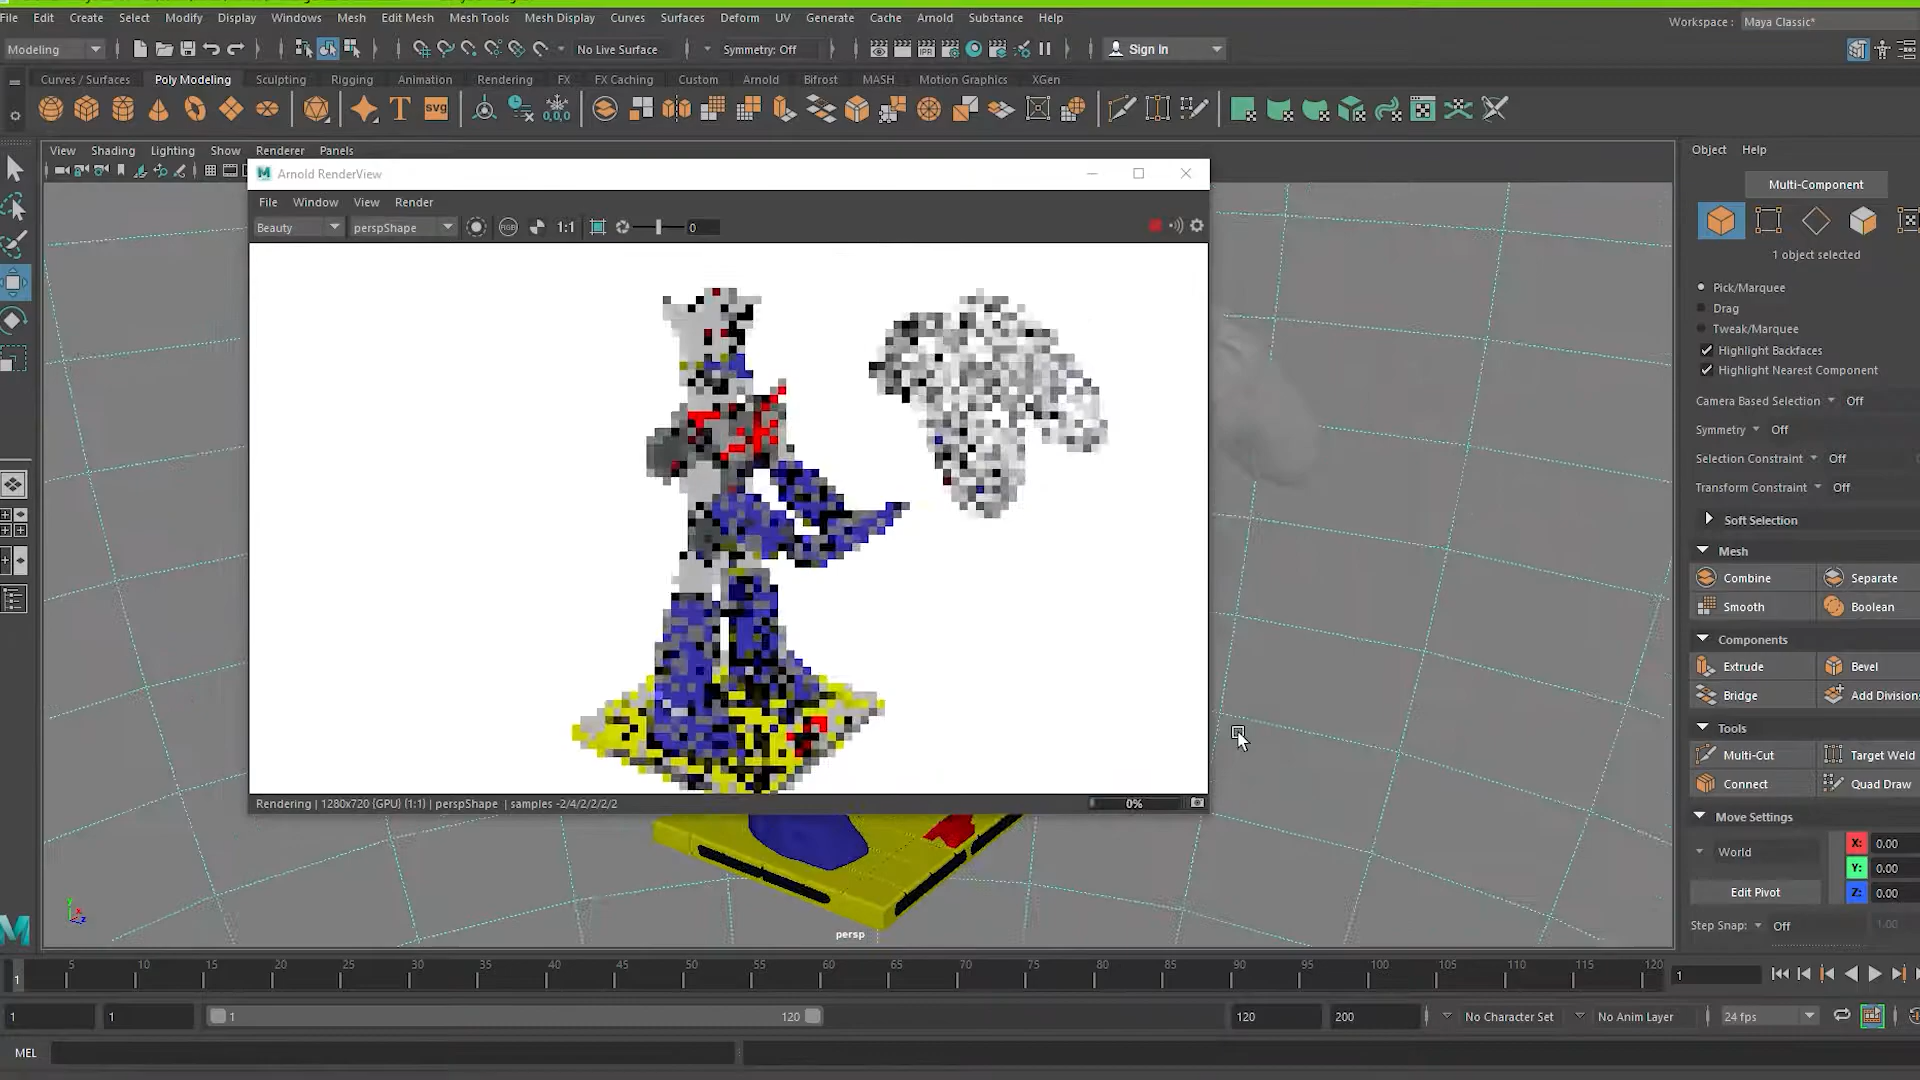 File Edit Create Select Modify Display Windows Mesh Edit Mesh Mesh Tools Mesh Display Curves Surfaces Deform UV Generate Cache Arnold Substance Help
Workspace : Maya Classic*
Modeling No Live Surface Symmetry: Off Sign In
Curves / Surfaces Poly Modeling Sculpting Rigging Animation Rendering FX FX Caching Custom Arnold Bifrost MASH Motion Graphics XGen
T svg 0,0,0
View Shading Lighting Show Renderer Panels
Object Help
Arnold RenderView
Multi-Component
File Window View Render
Beauty perspShape RGB 1:1 0
1 object selected
Pick/Marquee
Drag
Tweak/Marquee
Highlight Backfaces
Highlight Nearest Component
Camera Based Selection Off
Symmetry Off
Selection Constraint Off
Transform Constraint Off
Soft Selection
Mesh
Combine Separate
Smooth Boolean
Components
Extrude Bevel
Bridge Add Division
Tools
Multi-Cut Target Weld
Connect Quad Draw
Rendering | 1280x720 (GPU) (1:1) | perspShape | samples -2/4/2/2/2/2 0%
Move Settings
World
X: 0.00
Y: 0.00
Z: 0.00
Edit Pivot
Step Snap: Off 1.00
y x z
persp
M
1 5 10 15 20 25 30 35 40 45 50 55 60 65 70 75 80 85 90 95 100 105 110 115 120 1
1 1 1 120 120 200 No Character Set No Anim Layer 24 fps
MEL